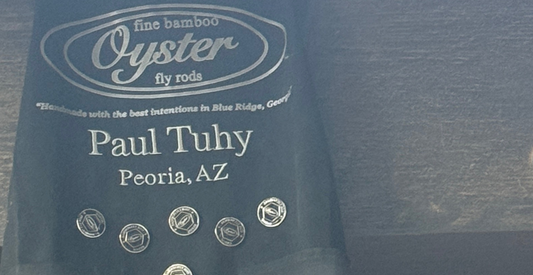 fine bamboo
Oyster
fly rods
"Handmade with the best intentions in Blue Ridge, Georgia"
Paul Tuhy
Peoria, AZ